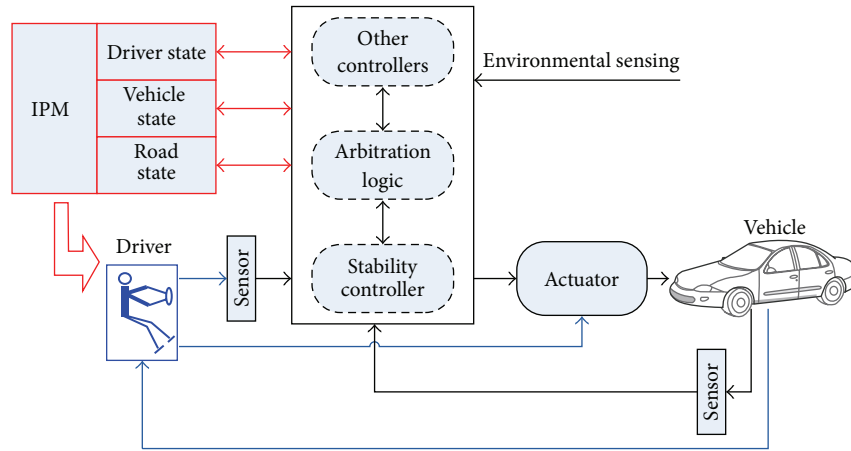 IPM
Driver state
Vehicle
state
Road
state
Other
controllers
Arbitration
logic
Stability
controller
Environmental sensing
Driver
Sensor
Actuator
Vehicle
Sensor